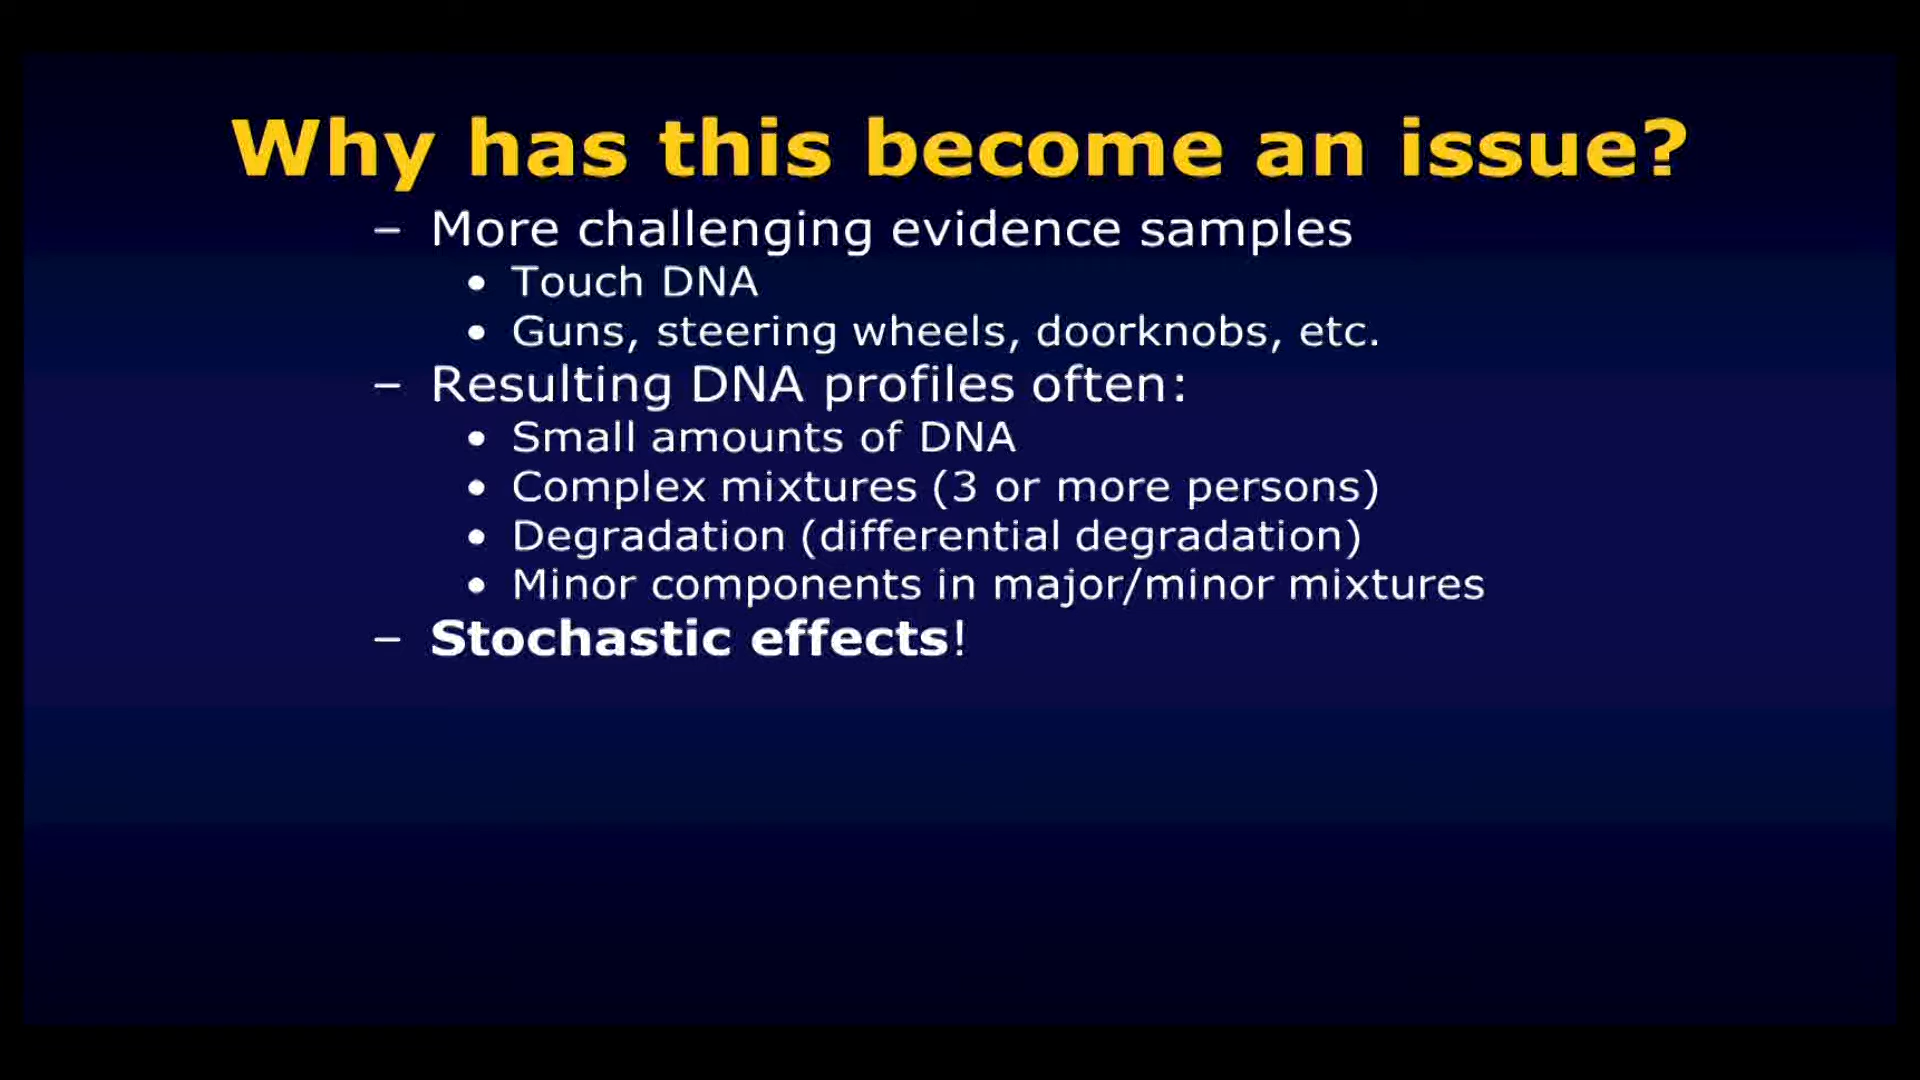 Why has this become an issue?
– More challenging evidence samples
• Touch DNA
• Guns, steering wheels, doorknobs, etc.
– Resulting DNA profiles often:
• Small amounts of DNA
• Complex mixtures (3 or more persons)
• Degradation (differential degradation)
• Minor components in major/minor mixtures
– Stochastic effects!